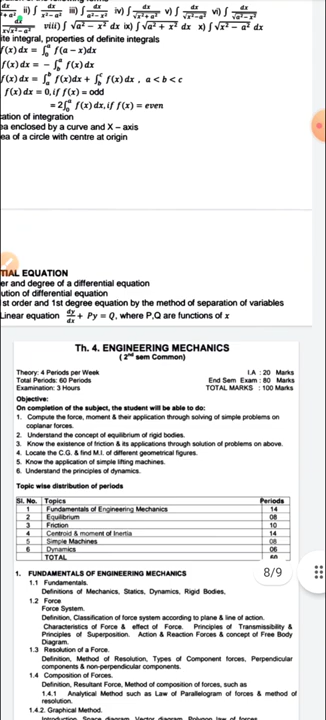 dx/x²+a² ii) ∫ dx/x²−a² iii) ∫ dx/a²−x² iv) ∫ dx/√x²+a² v) ∫ dx/√x²−a² vi) ∫ dx/√a²−x²
dx/x√x²−a² viii) ∫ √a² − x² dx ix) ∫ √a² + x² dx x) ∫ √x² − a² dx
ite integral, properties of definite integrals
f(x) dx = ∫₀ᵃ f(a − x)dx
f(x) dx = − ∫ f(x) dx
f(x) dx = ∫ f(x)dx + ∫ f(x) dx , a < b < c
f(x) dx = 0, if f(x) = odd
= 2∫₀ᵃ f(x) dx, if f(x) = even
cation of integration
ea enclosed by a curve and X – axis
ea of a circle with centre at origin
TIAL EQUATION
er and degree of a differential equation
ution of differential equation
st order and 1st degree equation by the method of separation of variables
Linear equation dy/dx + Py = Q, where P,Q are functions of x
Th. 4. ENGINEERING MECHANICS
( 2nd sem Common)
Theory: 4 Periods per Week I.A : 20 Marks
Total Periods: 60 Periods End Sem Exam : 80 Marks
Examination: 3 Hours TOTAL MARKS : 100 Marks
Objective:
On completion of the subject, the student will be able to do:
1. Compute the force, moment & their application through solving of simple problems on
coplanar forces.
2. Understand the concept of equilibrium of rigid bodies.
3. Know the existence of friction & its applications through solution of problems on above.
4. Locate the C.G. & find M.I. of different geometrical figures.
5. Know the application of simple lifting machines.
6. Understand the principles of dynamics.
Topic wise distribution of periods
Sl. No. Topics Periods
1 Fundamentals of Engineering Mechanics 14
2 Equilibrium 08
3 Friction 10
4 Centroid & moment of Inertia 14
5 Simple Machines 08
6 Dynamics 06
TOTAL 60
8/9
1. FUNDAMENTALS OF ENGINEERING MECHANICS
1.1 Fundamentals.
Definitions of Mechanics, Statics, Dynamics, Rigid Bodies,
1.2 Force
Force System.
Definition, Classification of force system according to plane & line of action.
Characteristics of Force & effect of Force. Principles of Transmissibility &
Principles of Superposition. Action & Reaction Forces & concept of Free Body
Diagram.
1.3 Resolution of a Force.
Definition, Method of Resolution, Types of Component forces, Perpendicular
components & non-perpendicular components.
1.4 Composition of Forces.
Definition, Resultant Force, Method of composition of forces, such as
1.4.1 Analytical Method such as Law of Parallelogram of forces & method of
resolution.
1.4.2. Graphical Method.
Introduction, Space diagram, Vector diagram, Polygon law of forces